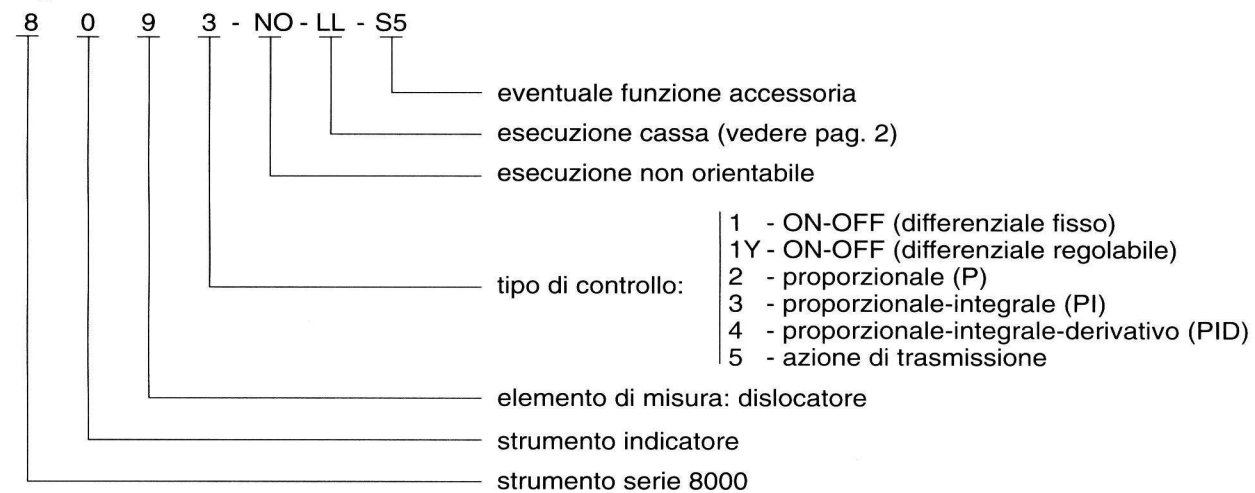 8 0 9 3 - NO - LL - S5
eventuale funzione accessoria
esecuzione cassa (vedere pag. 2)
esecuzione non orientabile
tipo di controllo:
1 - ON-OFF (differenziale fisso)
1Y - ON-OFF (differenziale regolabile)
2 - proporzionale (P)
3 - proporzionale-integrale (PI)
4 - proporzionale-integrale-derivativo (PID)
5 - azione di trasmissione
elemento di misura: dislocatore
strumento indicatore
strumento serie 8000